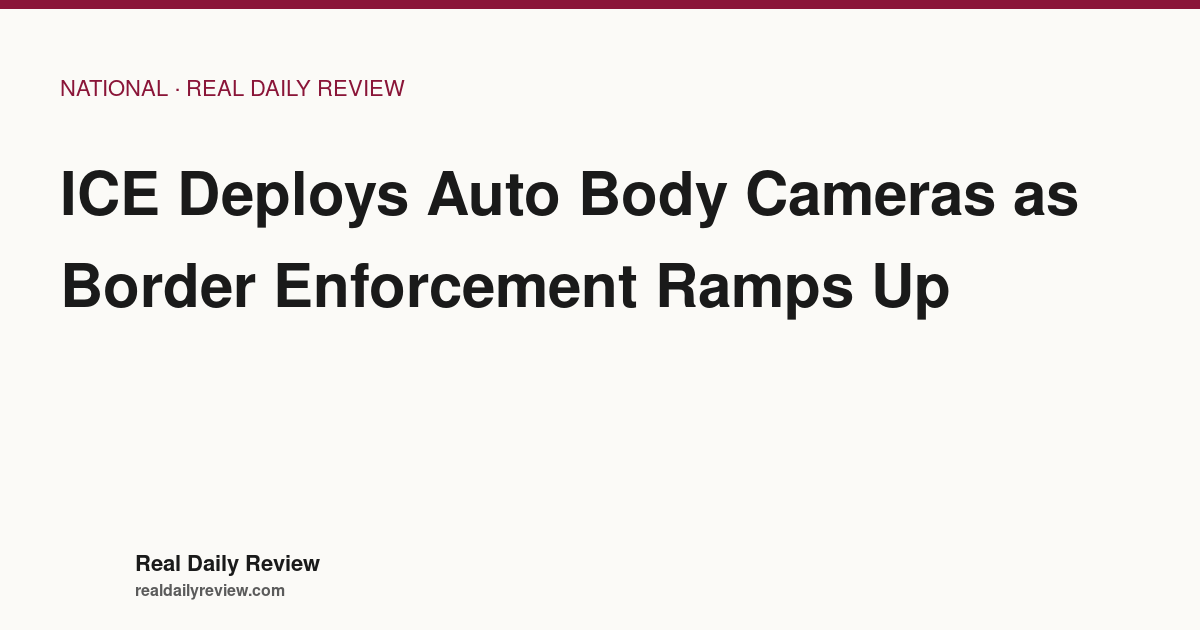 NATIONAL · REAL DAILY REVIEW
ICE Deploys Auto Body Cameras as
Border Enforcement Ramps Up
Real Daily Review
realdailyreview.com